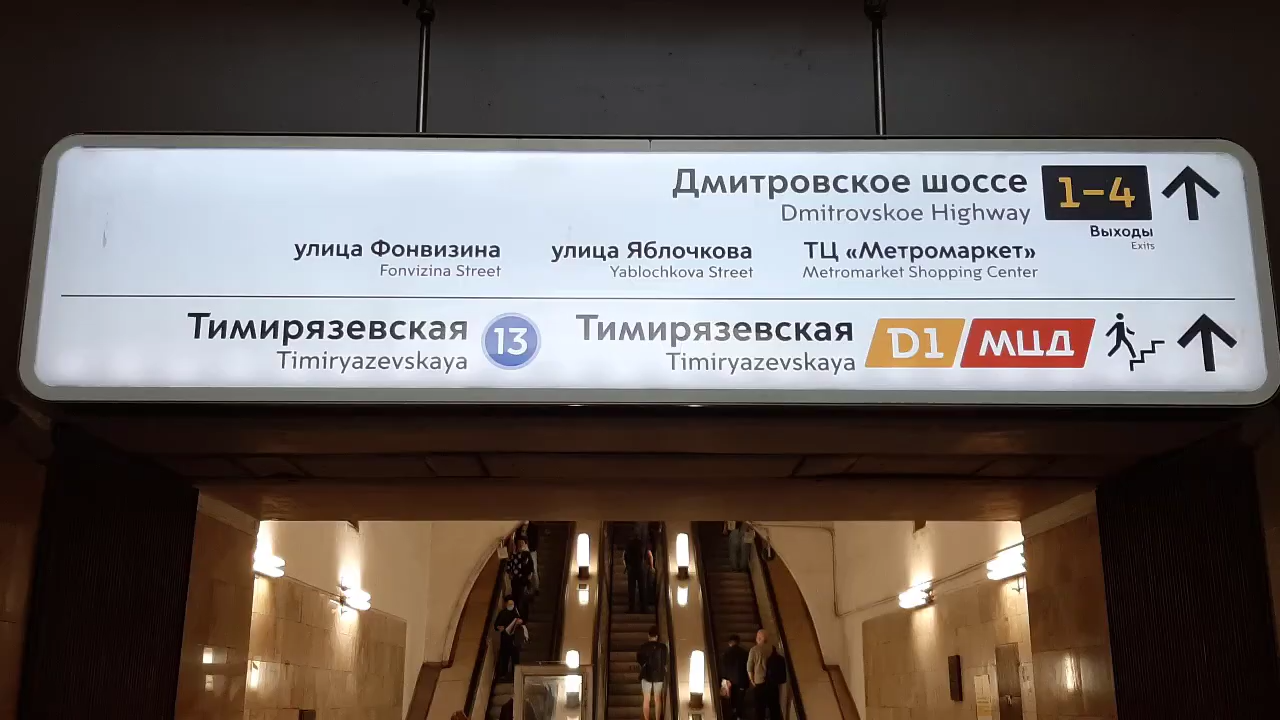 Дмитровское шоссе 1–4
Dmitrovskoe Highway
Выходы
Exits
улица Фонвизина улица Яблочкова ТЦ «Метромаркет»
Fonvizina Street Yablochkova Street Metromarket Shopping Center
Тимирязевская 13 Тимирязевская D1 МЦД
Timiryazevskaya Timiryazevskaya